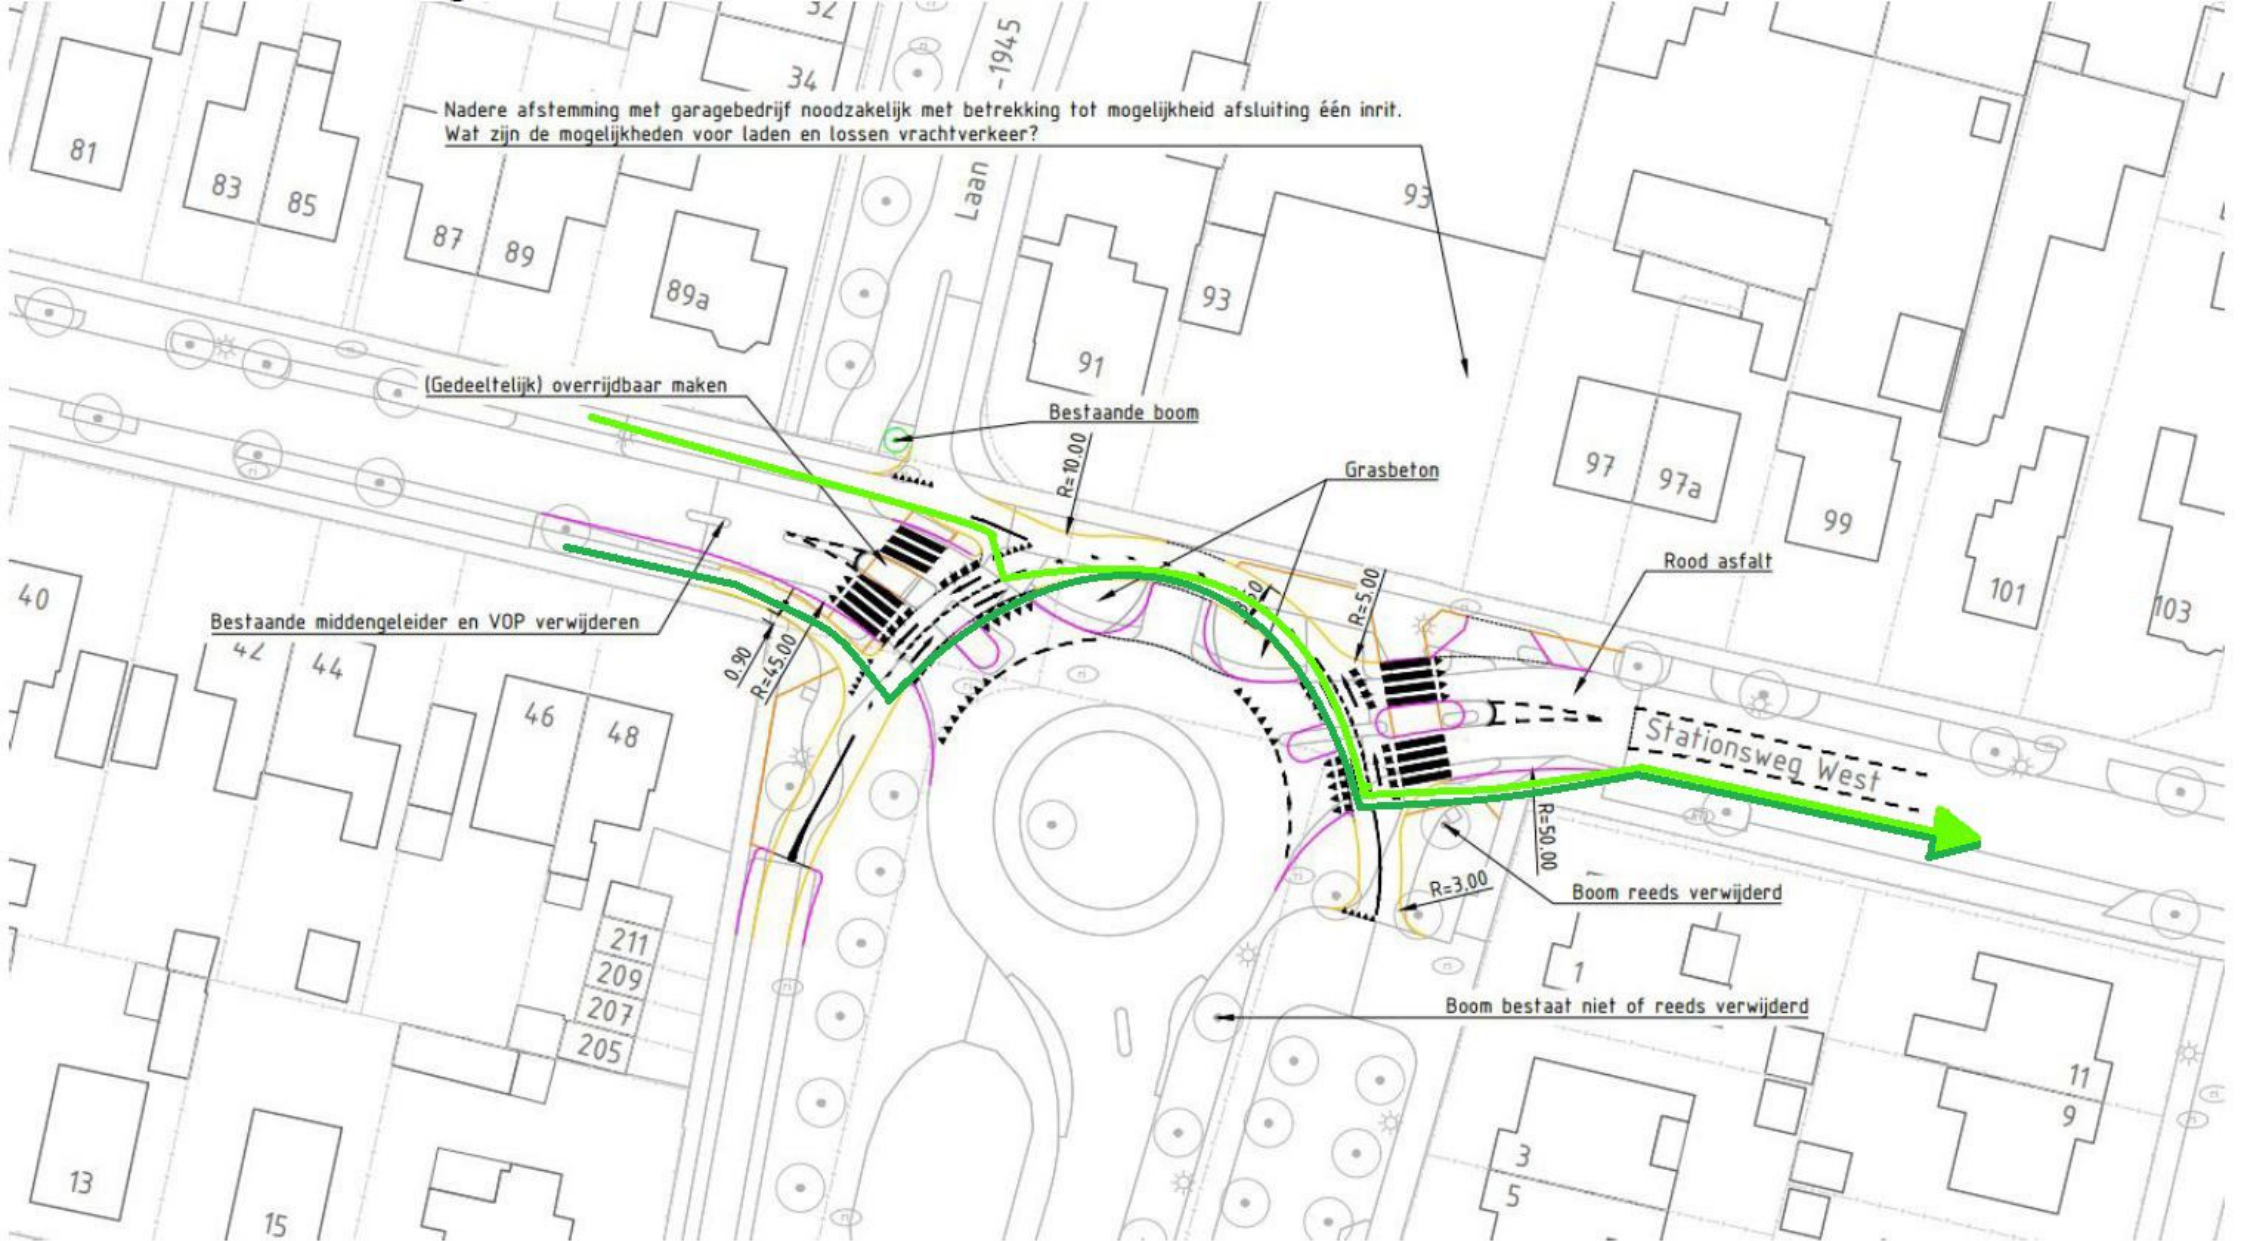 32
34
-1945
Nadere afstemming met garagebedrijf noodzakelijk met betrekking tot mogelijkheid afsluiting één inrit.
Wat zijn de mogelijkheden voor laden en lossen vrachtverkeer?
81
83
85
87
89
89a
Laan
93
93
91
(Gedeeltelijk) overrijdbaar maken
Bestaande boom
R=10.00
Grasbeton
97
97a
99
101
103
Rood asfalt
R=5.00
40
42
44
46
48
Bestaande middengeleider en VOP verwijderen
0.90
R=45.00
Stationsweg West
R=50.00
R=3.00
Boom reeds verwijderd
211
209
207
205
1
Boom bestaat niet of reeds verwijderd
11
9
3
5
13
15